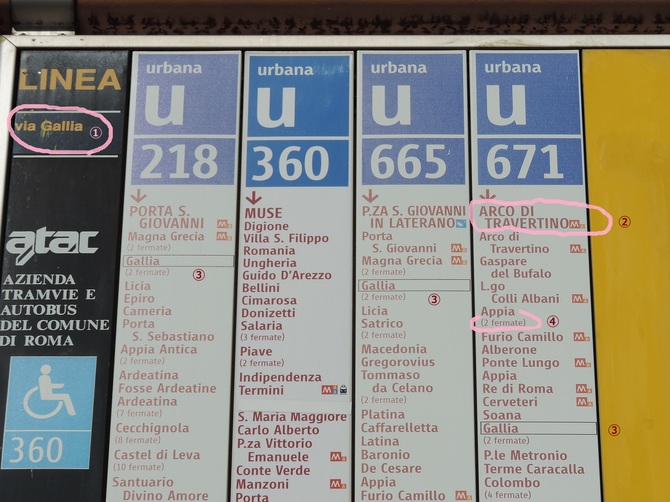 LINEA
via Gallia ①
atac
AZIENDA
TRAMVIE E
AUTOBUS
DEL COMUNE
DI ROMA
360
urbana
u
218
PORTA S.
GIOVANNI M
Magna Grecia M
(2 fermate)
Gallia
(2 fermate) ③
Licia
Epiro
Cameria
Porta
S. Sebastiano
Appia Antica
(2 fermate)
Ardeatina
Fosse Ardeatine
Ardeatina
(7 fermate)
Cecchignola
(8 fermate)
Castel di Leva
(10 fermate)
Santuario
Divino Amore
urbana
u
360
MUSE
Digione
Villa S. Filippo
Romania
Ungheria
Guido D'Arezzo
Bellini
Cimarosa
Donizetti
Salaria
(3 fermate)
Piave
(2 fermate)
Indipendenza
Termini M
S. Maria Maggiore
Carlo Alberto
P.za Vittorio
Emanuele M
Conte Verde
Manzoni M
Porta
urbana
u
665
P.ZA S. GIOVANNI
IN LATERANO
Porta
S. Giovanni M
Magna Grecia M
(2 fermate)
Gallia
(2 fermate) ③
Licia
Satrico
(2 fermate)
Macedonia
Gregorovius
Tommaso
da Celano
(2 fermate)
Platina
Caffarelletta
Latina
Baronio
De Cesare
Appia
Furio Camillo M
urbana
u
671
ARCO DI
TRAVERTINO M ②
Arco di
Travertino M
Gaspare
del Bufalo
L.go
Colli Albani M
Appia
(2 fermate) ④
Furio Camillo M
Alberone
Ponte Lungo M
Appia
Re di Roma M
Cerveteri M
Soana
Gallia ③
(2 fermate)
P.le Metronio
Terme Caracalla
Colombo
(4 fermate)